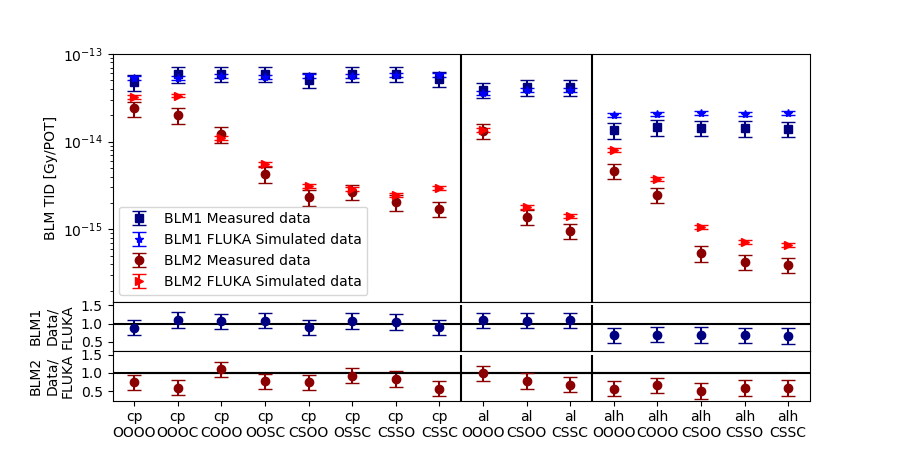 10⁻¹³
10⁻¹⁴
10⁻¹⁵
BLM TID [Gy/POT]
BLM1 Measured data
BLM1 FLUKA Simulated data
BLM2 Measured data
BLM2 FLUKA Simulated data
BLM1
Data/
FLUKA
1.5
1.0
0.5
BLM2
Data/
FLUKA
1.5
1.0
0.5
cp cp cp cp cp cp cp cp al al al alh alh alh alh alh
OOOO OOOC COOO OOSC CSOO OSSC CSSO CSSC OOOO CSOO CSSC OOOO COOO CSOO CSSO CSSC